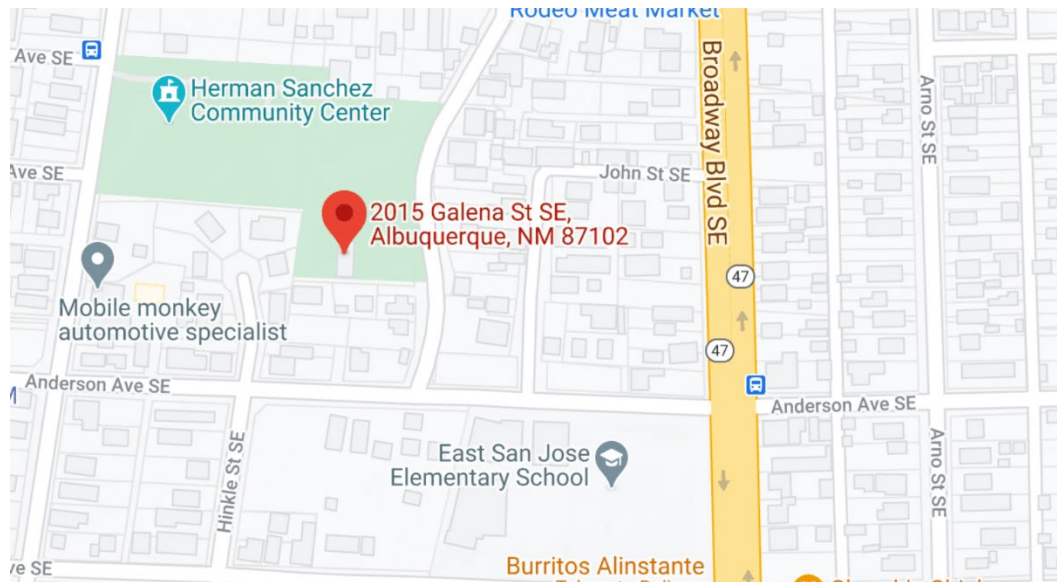 Rodeo Meat Market
Ave SE
Herman Sanchez
Community Center
Broadway Blvd SE
Arno St SE
Ave SE
John St SE
2015 Galena St SE,
Albuquerque, NM 87102
47
Mobile monkey
automotive specialist
47
Anderson Ave SE
Anderson Ave SE
East San Jose
Elementary School
Hinkle St SE
Arno St SE
ve SE
Burritos Alinstante